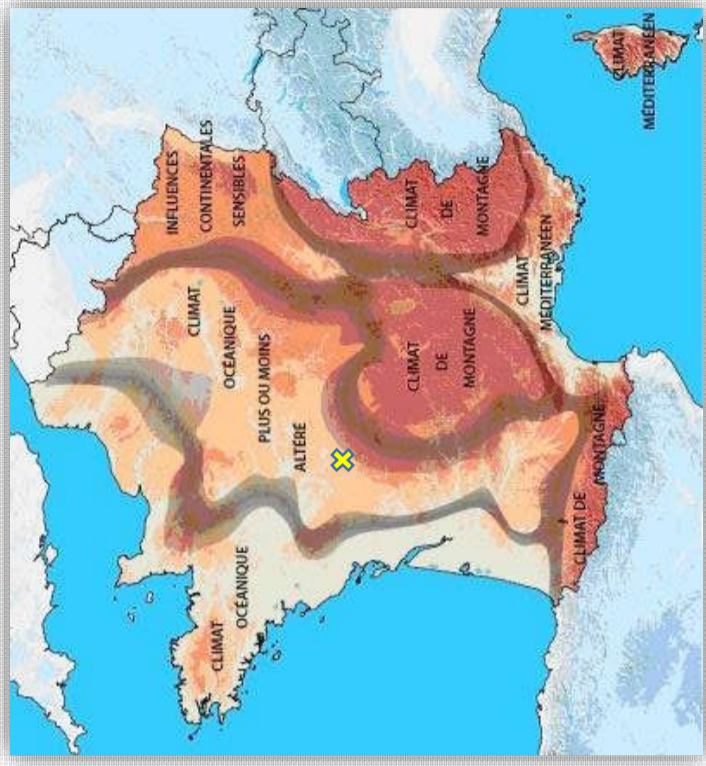 INFLUENCES
CONTINENTALES
SENSIBLES
CLIMAT
OCÉANIQUE
PLUS OU MOINS
ALTÉRÉ
CLIMAT
OCÉANIQUE
CLIMAT
DE
MONTAGNE
CLIMAT
DE
MONTAGNE
CLIMAT
MÉDITERRANÉEN
CLIMAT DE
MONTAGNE
CLIMAT
MÉDITERRANÉEN